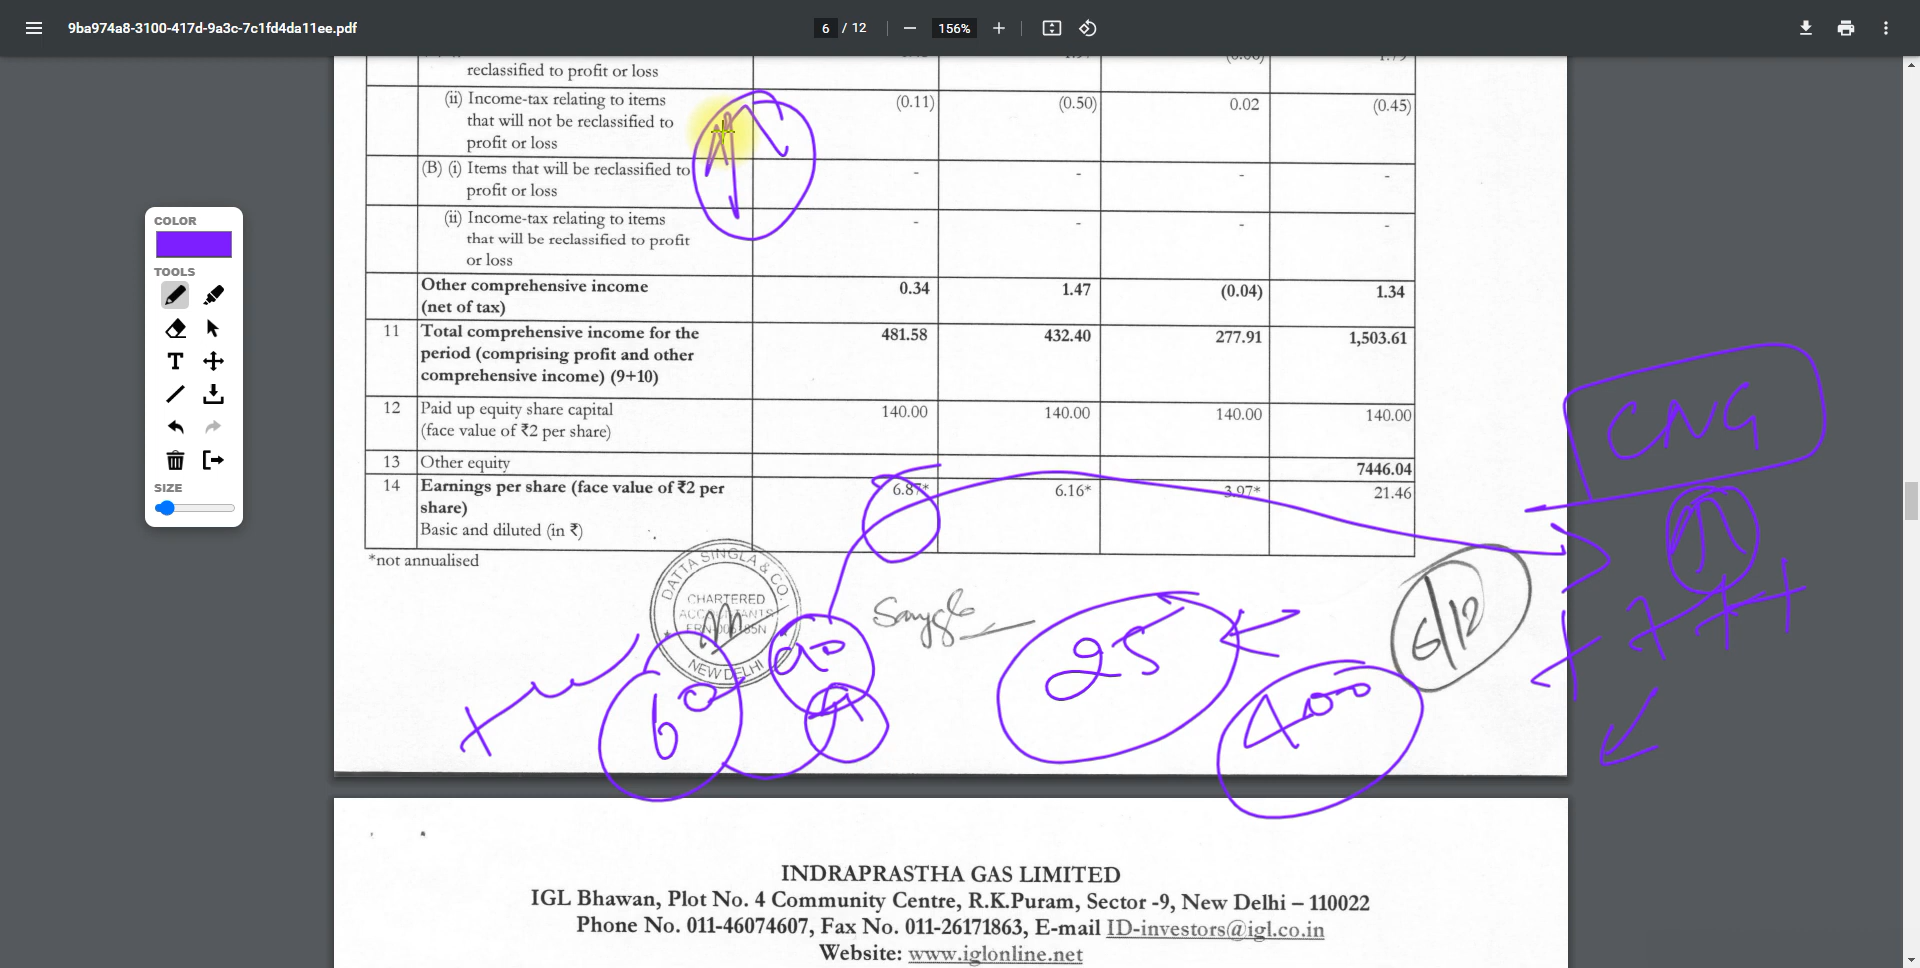 9ba974a8-3100-417d-9a3c-7c1fd4da11ee.pdf
6 / 12
156%
COLOR
TOOLS
SIZE
reclassified to profit or loss
(ii) Income-tax relating to items that will not be reclassified to profit or loss (0.11) (0.50) 0.02 (0.45)
(B) (i) Items that will be reclassified to profit or loss - - - -
(ii) Income-tax relating to items that will be reclassified to profit or loss - - - -
Other comprehensive income (net of tax) 0.34 1.47 (0.04) 1.34
11 Total comprehensive income for the period (comprising profit and other comprehensive income) (9+10) 481.58 432.40 277.91 1,503.61
12 Paid up equity share capital (face value of ₹2 per share) 140.00 140.00 140.00 140.00
13 Other equity 7446.04
14 Earnings per share (face value of ₹2 per share) Basic and diluted (in ₹) 6.87* 6.16* 3.97* 21.46
*not annualised
DATTA SINGLA & CO.
CHARTERED
ACCOUNTANTS
NEW DELHI
CNG
25
60
400
6/12
INDRAPRASTHA GAS LIMITED
IGL Bhawan, Plot No. 4 Community Centre, R.K.Puram, Sector -9, New Delhi – 110022
Phone No. 011-46074607, Fax No. 011-26171863, E-mail ID-investors@igl.co.in
Website: www.iglonline.net